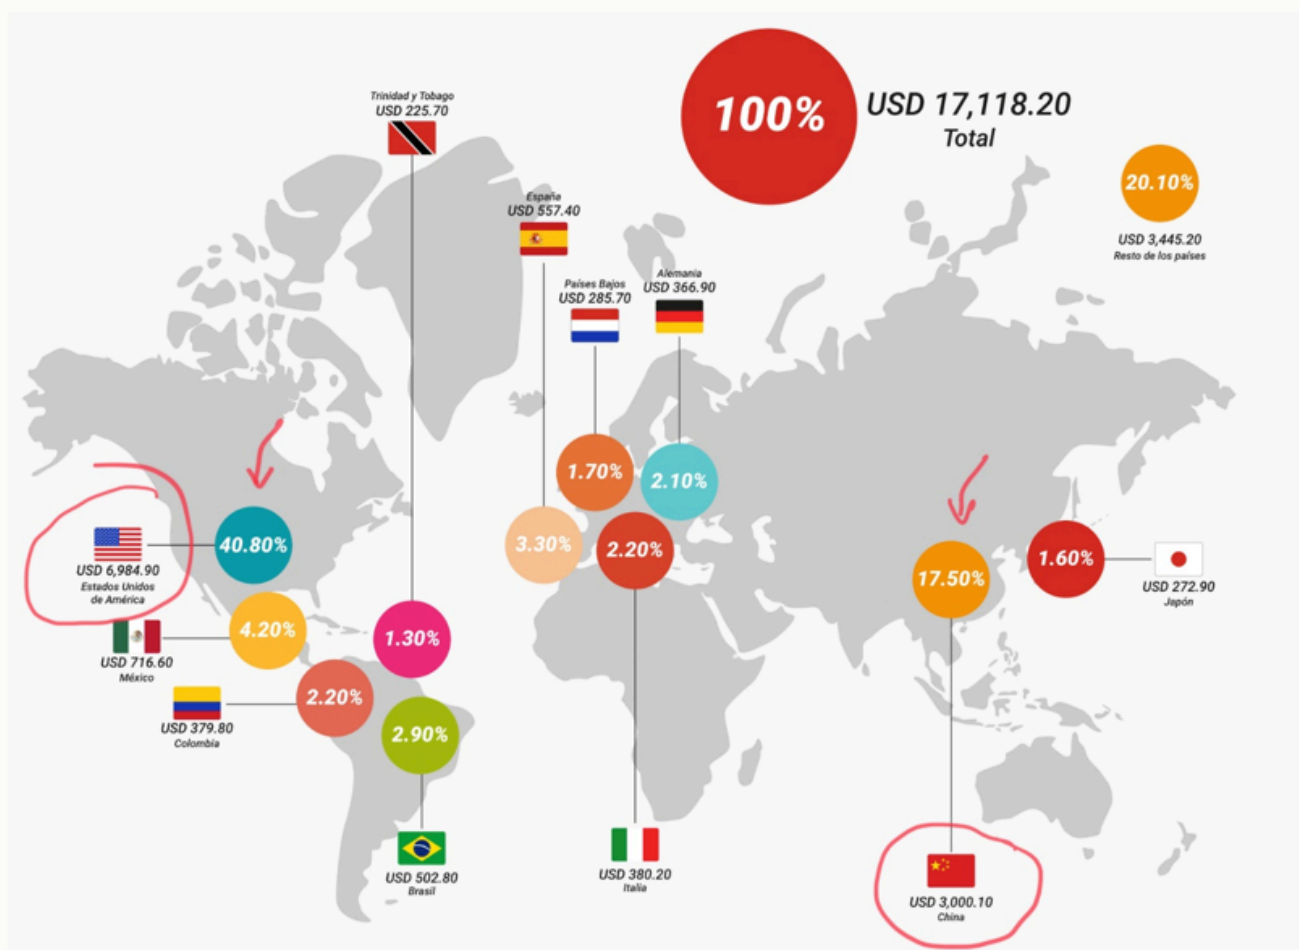 100%
USD 17,118.20
Total
20.10%
USD 3,445.20
Resto de los países
Trinidad y Tobago
USD 225.70
España
USD 557.40
Países Bajos
USD 285.70
Alemania
USD 366.90
1.70%
2.10%
3.30%
2.20%
40.80%
USD 6,984.90
Estados Unidos
de América
17.50%
1.60%
USD 272.90
Japón
4.20%
USD 716.60
México
1.30%
2.20%
USD 379.80
Colombia
2.90%
USD 502.80
Brasil
USD 380.20
Italia
USD 3,000.10
China